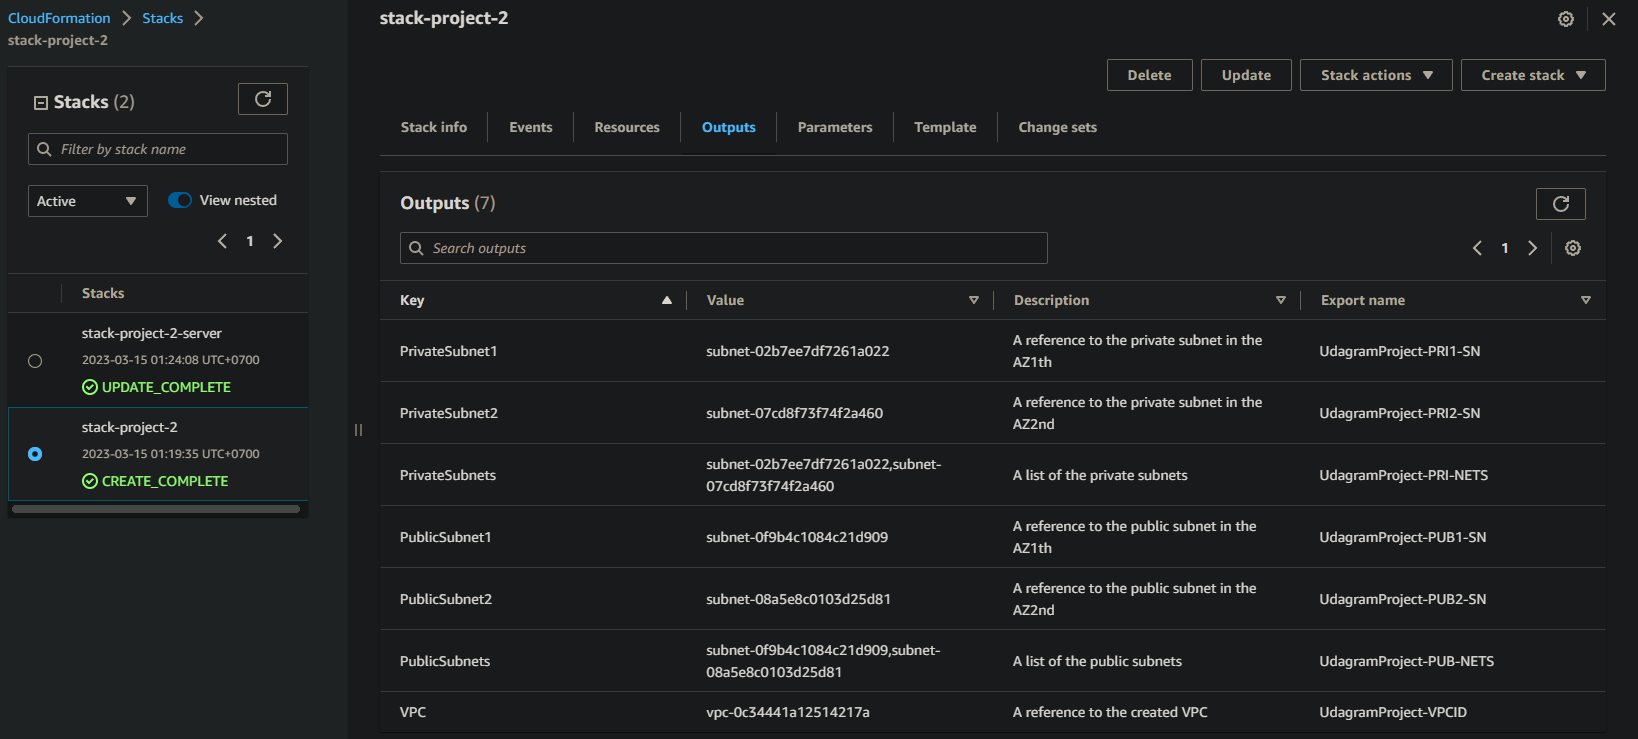 CloudFormation > Stacks >
stack-project-2
Stacks (2)
Filter by stack name
Active
View nested
1
Stacks
stack-project-2-server
2023-03-15 01:24:08 UTC+0700
UPDATE_COMPLETE
stack-project-2
2023-03-15 01:19:35 UTC+0700
CREATE_COMPLETE
stack-project-2
Delete Update Stack actions Create stack
Stack info Events Resources Outputs Parameters Template Change sets
Outputs (7)
Search outputs
1
Key Value Description Export name
PrivateSubnet1 subnet-02b7ee7df7261a022 A reference to the private subnet in the
AZ1th UdagramProject-PRI1-SN
PrivateSubnet2 subnet-07cd8f73f74f2a460 A reference to the private subnet in the
AZ2nd UdagramProject-PRI2-SN
PrivateSubnets subnet-02b7ee7df7261a022,subnet-
07cd8f73f74f2a460 A list of the private subnets UdagramProject-PRI-NETS
PublicSubnet1 subnet-0f9b4c1084c21d909 A reference to the public subnet in the
AZ1th UdagramProject-PUB1-SN
PublicSubnet2 subnet-08a5e8c0103d25d81 A reference to the public subnet in the
AZ2nd UdagramProject-PUB2-SN
PublicSubnets subnet-0f9b4c1084c21d909,subnet-
08a5e8c0103d25d81 A list of the public subnets UdagramProject-PUB-NETS
VPC vpc-0c34441a12514217a A reference to the created VPC UdagramProject-VPCID